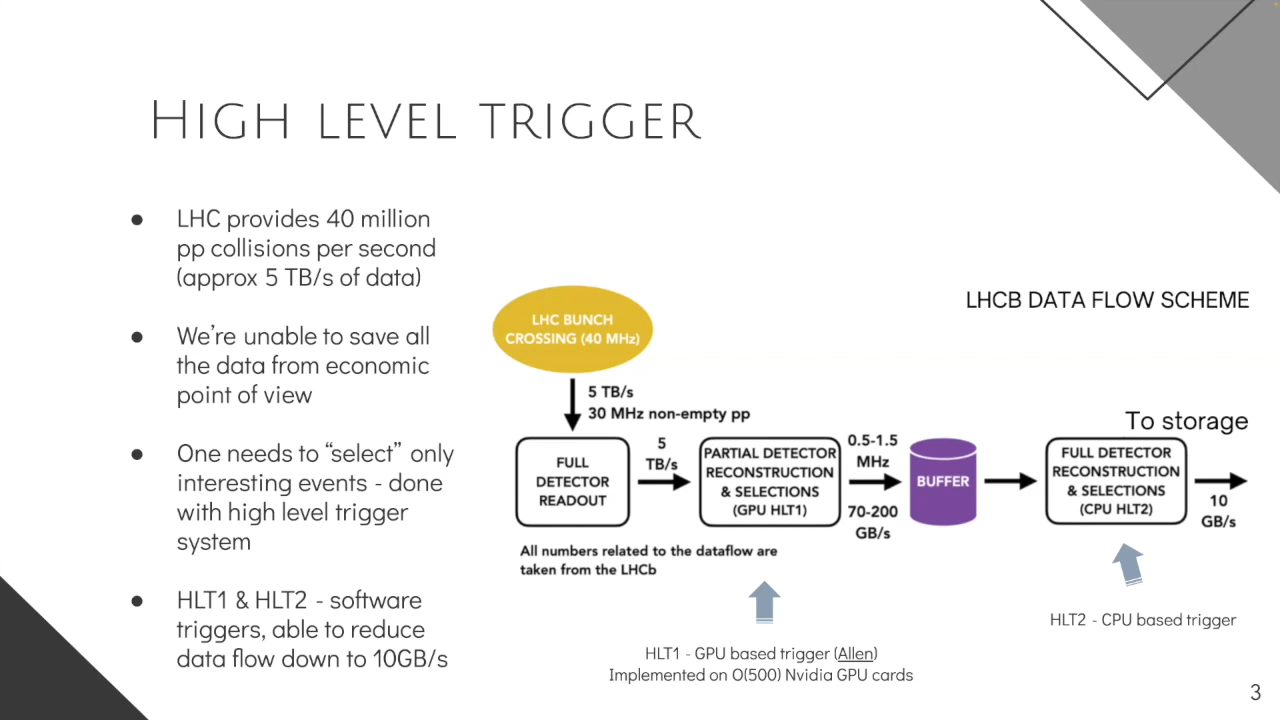 HIGH LEVEL TRIGGER
● LHC provides 40 million
pp collisions per second
(approx 5 TB/s of data)
● We’re unable to save all
the data from economic
point of view
● One needs to “select” only
interesting events - done
with high level trigger
system
● HLT1 & HLT2 - software
triggers, able to reduce
data flow down to 10GB/s
LHCB DATA FLOW SCHEME
LHC BUNCH
CROSSING (40 MHz)
5 TB/s
30 MHz non-empty pp
FULL
DETECTOR
READOUT
5
TB/s
PARTIAL DETECTOR
RECONSTRUCTION
& SELECTIONS
(GPU HLT1)
0.5-1.5
MHz
70-200
GB/s
BUFFER
To storage
FULL DETECTOR
RECONSTRUCTION
& SELECTIONS
(CPU HLT2)
10
GB/s
All numbers related to the dataflow are
taken from the LHCb
HLT1 - GPU based trigger (Allen)
Implemented on O(500) Nvidia GPU cards
HLT2 - CPU based trigger
3